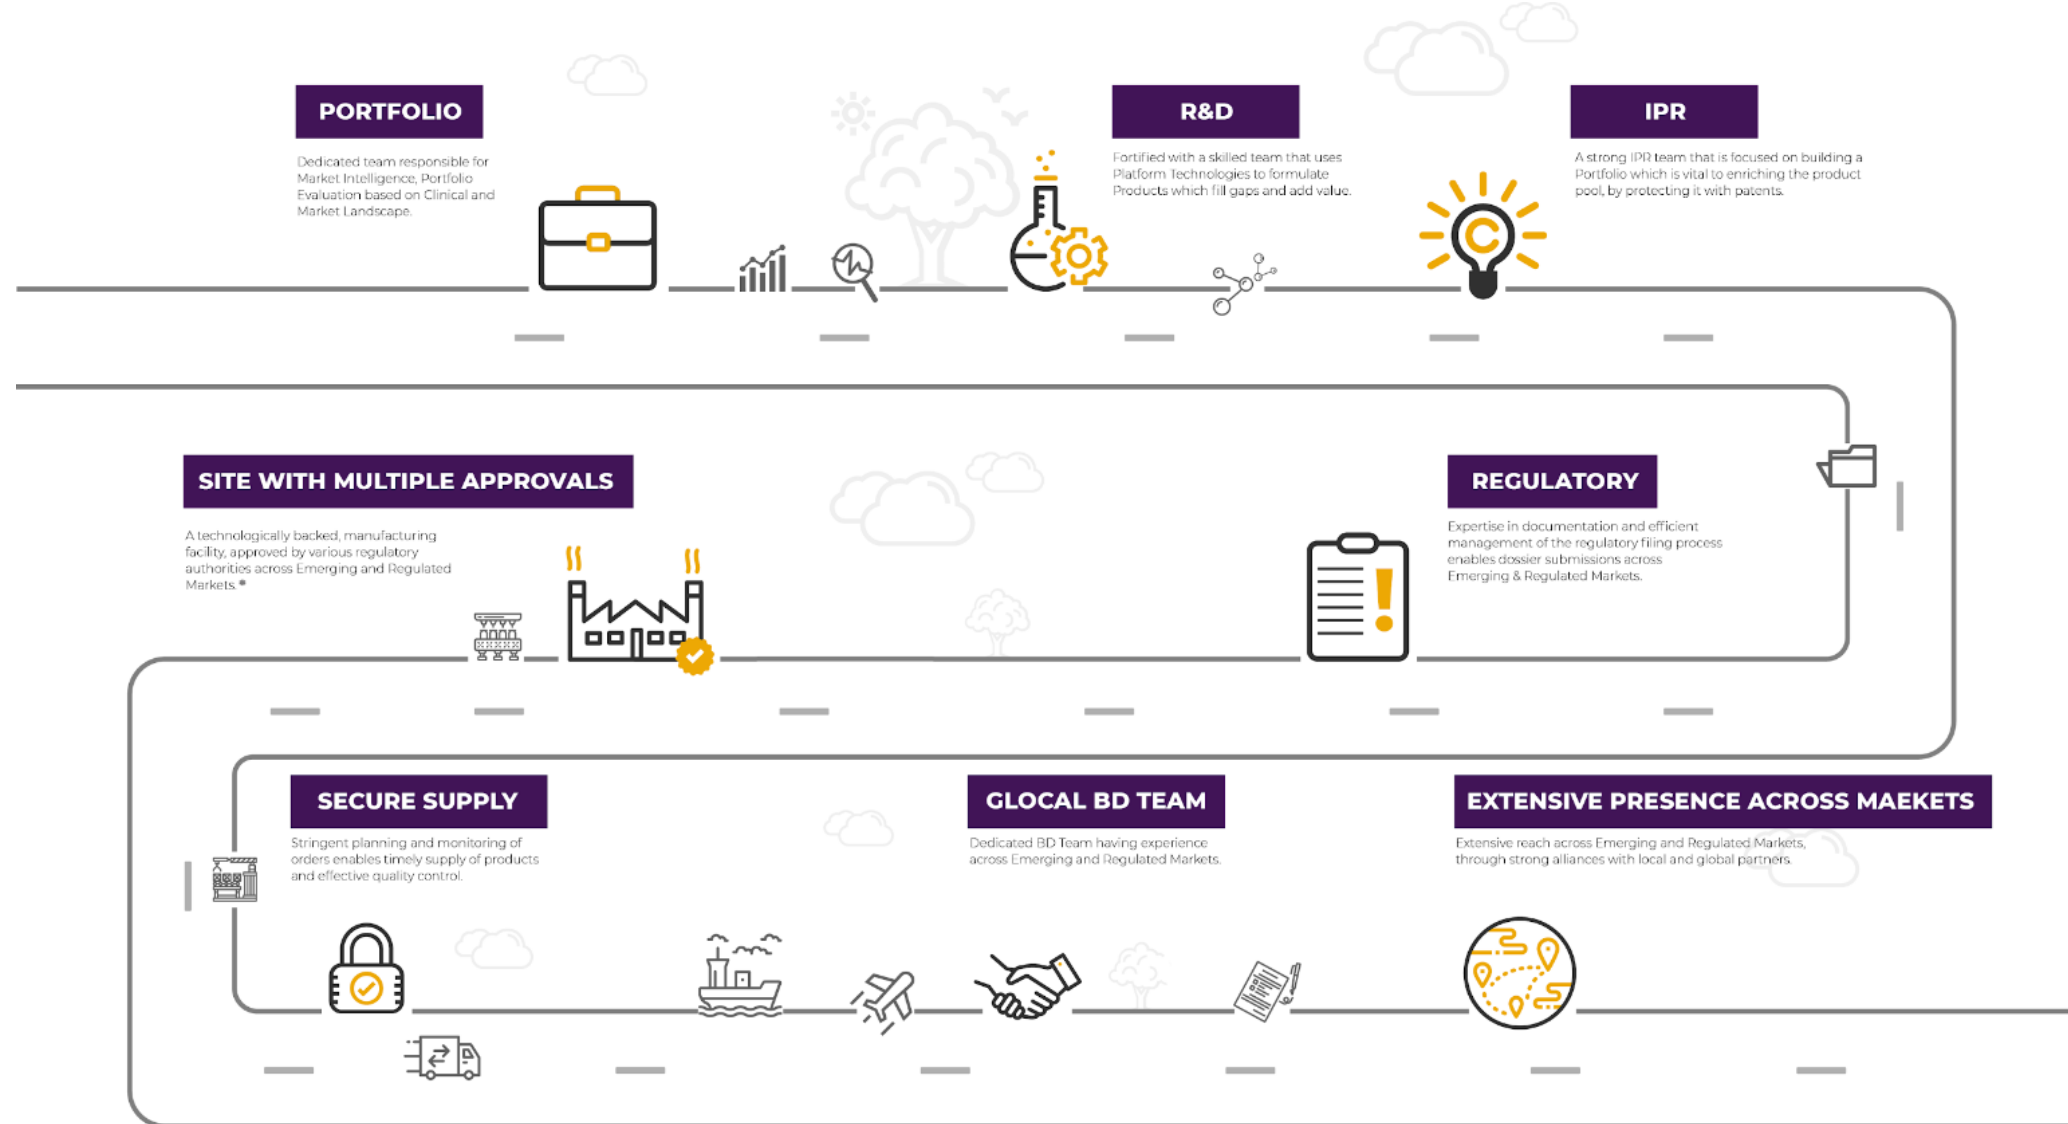 PORTFOLIO
Dedicated team responsible for
Market Intelligence, Portfolio
Evaluation based on Clinical and
Market Landscape.
R&D
Fortified with a skilled team that uses
Platform Technologies to formulate
Products which fill gaps and add value.
IPR
A strong IPR team that is focused on building a
Portfolio which is vital to enriching the product
pool, by protecting it with patents.
SITE WITH MULTIPLE APPROVALS
A technologically backed, manufacturing
facility, approved by various regulatory
authorities across Emerging and Regulated
Markets.*
REGULATORY
Expertise in documentation and efficient
management of the regulatory filing process
enables dossier submissions across
Emerging & Regulated Markets.
SECURE SUPPLY
Stringent planning and monitoring of
orders enables timely supply of products
and effective quality control.
GLOCAL BD TEAM
Dedicated BD Team having experience
across Emerging and Regulated Markets.
EXTENSIVE PRESENCE ACROSS MAEKETS
Extensive reach across Emerging and Regulated Markets,
through strong alliances with local and global partners.